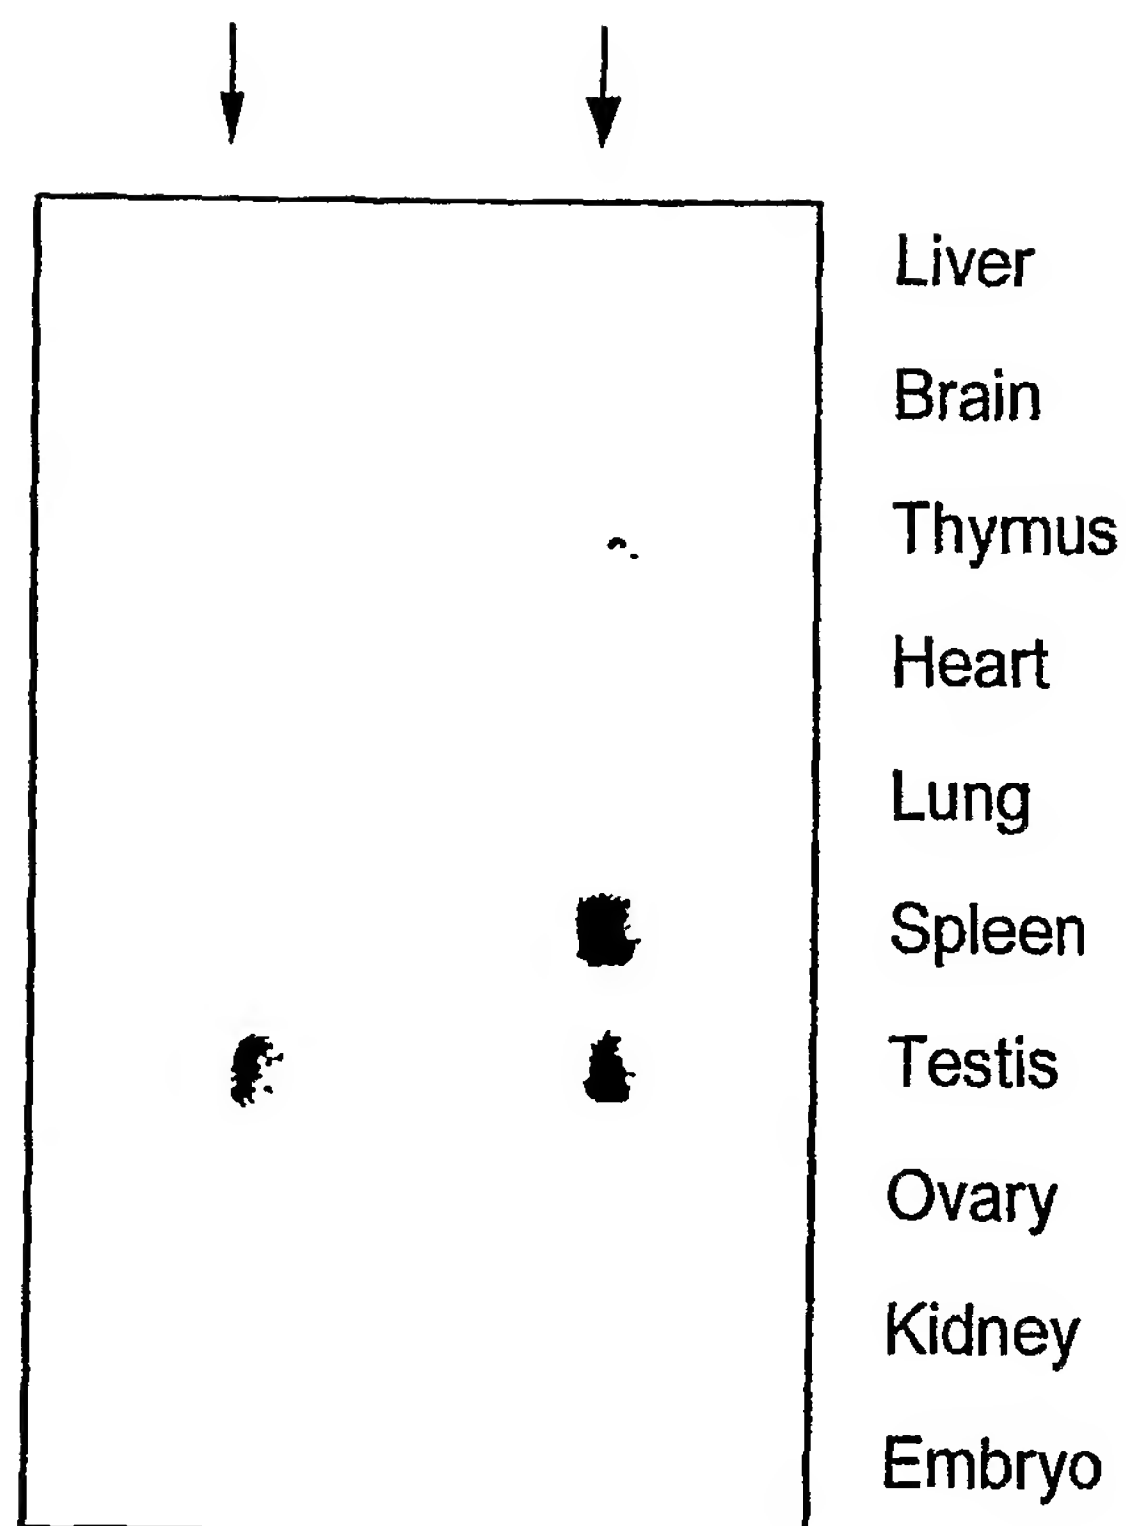 Liver
Brain
Thymus
Heart
Lung
Spleen
Testis
Ovary
Kidney
Embryo